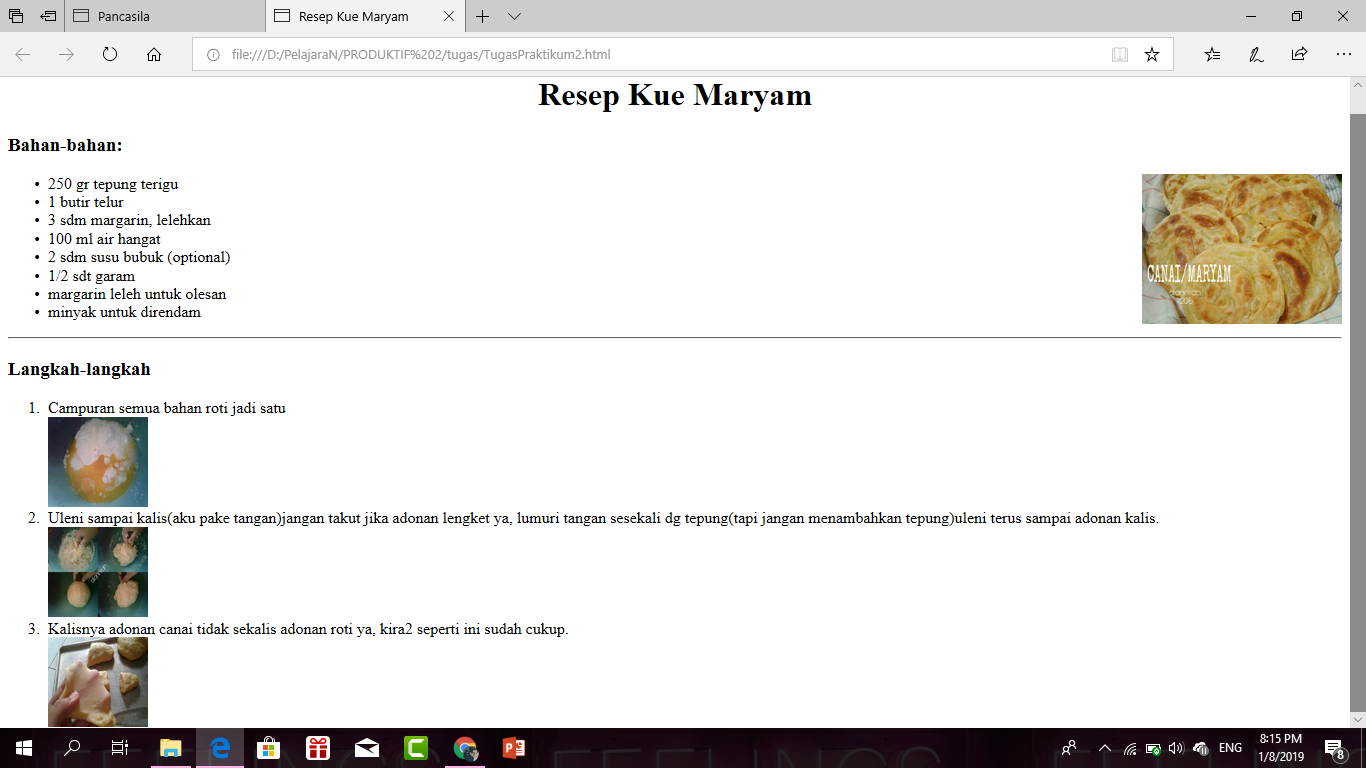 Pancasila
Resep Kue Maryam
file:///D:/PelajaraN/PRODUKTIF%202/tugas/TugasPraktikum2.html
Resep Kue Maryam
Bahan-bahan:
• 250 gr tepung terigu
• 1 butir telur
• 3 sdm margarin, lelehkan
• 100 ml air hangat
• 2 sdm susu bubuk (optional)
• 1/2 sdt garam
• margarin leleh untuk olesan
• minyak untuk direndam
CANAI/MARYAM
Langkah-langkah
1. Campuran semua bahan roti jadi satu
2. Uleni sampai kalis(aku pake tangan)jangan takut jika adonan lengket ya, lumuri tangan sesekali dg tepung(tapi jangan menambahkan tepung)uleni terus sampai adonan kalis.
3. Kalisnya adonan canai tidak sekalis adonan roti ya, kira2 seperti ini sudah cukup.
ENG
8:15 PM
1/8/2019
8